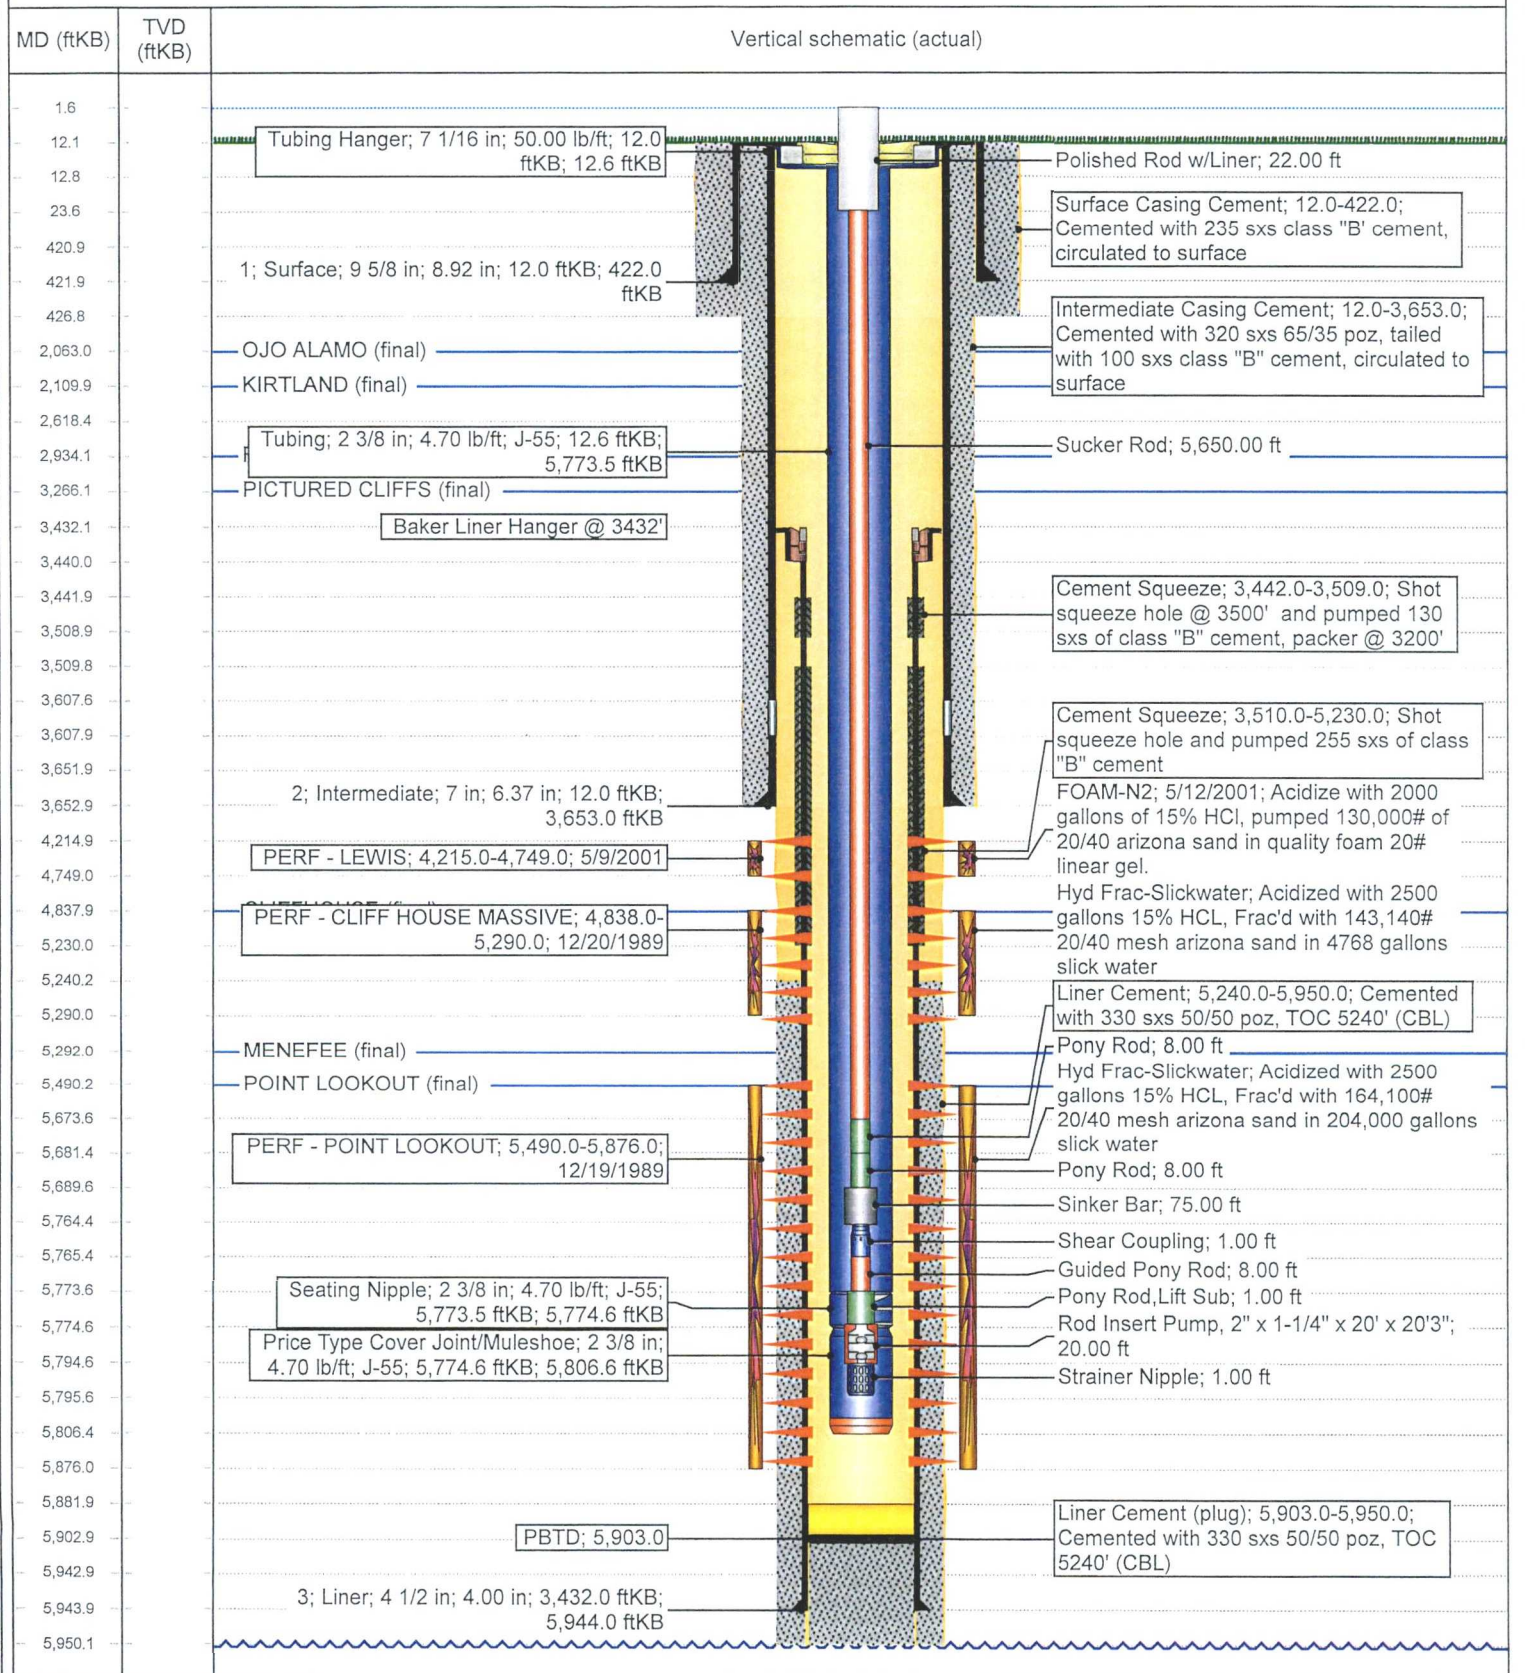 MD (ftKB)
TVD
(ftKB)
Vertical schematic (actual)
1.6
12.1
12.8
23.6
420.9
421.9
426.8
2,063.0
2,109.9
2,618.4
2,934.1
3,266.1
3,432.1
3,440.0
3,441.9
3,508.9
3,509.8
3,607.6
3,607.9
3,651.9
3,652.9
4,214.9
4,749.0
4,837.9
5,230.0
5,240.2
5,290.0
5,292.0
5,490.2
5,673.6
5,681.4
5,689.6
5,764.4
5,765.4
5,773.6
5,774.6
5,794.6
5,795.6
5,806.4
5,876.0
5,881.9
5,902.9
5,942.9
5,943.9
5,950.1
Tubing Hanger; 7 1/16 in; 50.00 lb/ft; 12.0
ftKB; 12.6 ftKB
1; Surface; 9 5/8 in; 8.92 in; 12.0 ftKB; 422.0
ftKB
OJO ALAMO (final)
KIRTLAND (final)
Tubing; 2 3/8 in; 4.70 lb/ft; J-55; 12.6 ftKB;
5,773.5 ftKB
PICTURED CLIFFS (final)
Baker Liner Hanger @ 3432'
2; Intermediate; 7 in; 6.37 in; 12.0 ftKB;
3,653.0 ftKB
PERF - LEWIS; 4,215.0-4,749.0; 5/9/2001
PERF - CLIFF HOUSE MASSIVE; 4,838.0-
5,290.0; 12/20/1989
MENEFEE (final)
POINT LOOKOUT (final)
PERF - POINT LOOKOUT; 5,490.0-5,876.0;
12/19/1989
Seating Nipple; 2 3/8 in; 4.70 lb/ft; J-55;
5,773.5 ftKB; 5,774.6 ftKB
Price Type Cover Joint/Muleshoe; 2 3/8 in;
4.70 lb/ft; J-55; 5,774.6 ftKB; 5,806.6 ftKB
PBTD; 5,903.0
3; Liner; 4 1/2 in; 4.00 in; 3,432.0 ftKB;
5,944.0 ftKB
Polished Rod w/Liner; 22.00 ft
Surface Casing Cement; 12.0-422.0;
Cemented with 235 sxs class "B' cement,
circulated to surface
Intermediate Casing Cement; 12.0-3,653.0;
Cemented with 320 sxs 65/35 poz, tailed
with 100 sxs class "B" cement, circulated to
surface
Sucker Rod; 5,650.00 ft
Cement Squeeze; 3,442.0-3,509.0; Shot
squeeze hole @ 3500' and pumped 130
sxs of class "B" cement, packer @ 3200'
Cement Squeeze; 3,510.0-5,230.0; Shot
squeeze hole and pumped 255 sxs of class
"B" cement
FOAM-N2; 5/12/2001; Acidize with 2000
gallons of 15% HCl, pumped 130,000# of
20/40 arizona sand in quality foam 20#
linear gel.
Hyd Frac-Slickwater; Acidized with 2500
gallons 15% HCL, Frac'd with 143,140#
20/40 mesh arizona sand in 4768 gallons
slick water
Liner Cement; 5,240.0-5,950.0; Cemented
with 330 sxs 50/50 poz, TOC 5240' (CBL)
Pony Rod; 8.00 ft
Hyd Frac-Slickwater; Acidized with 2500
gallons 15% HCL, Frac'd with 164,100#
20/40 mesh arizona sand in 204,000 gallons
slick water
Pony Rod; 8.00 ft
Sinker Bar; 75.00 ft
Shear Coupling; 1.00 ft
Guided Pony Rod; 8.00 ft
Pony Rod,Lift Sub; 1.00 ft
Rod Insert Pump, 2" x 1-1/4" x 20' x 20'3";
20.00 ft
Strainer Nipple; 1.00 ft
Liner Cement (plug); 5,903.0-5,950.0;
Cemented with 330 sxs 50/50 poz, TOC
5240' (CBL)